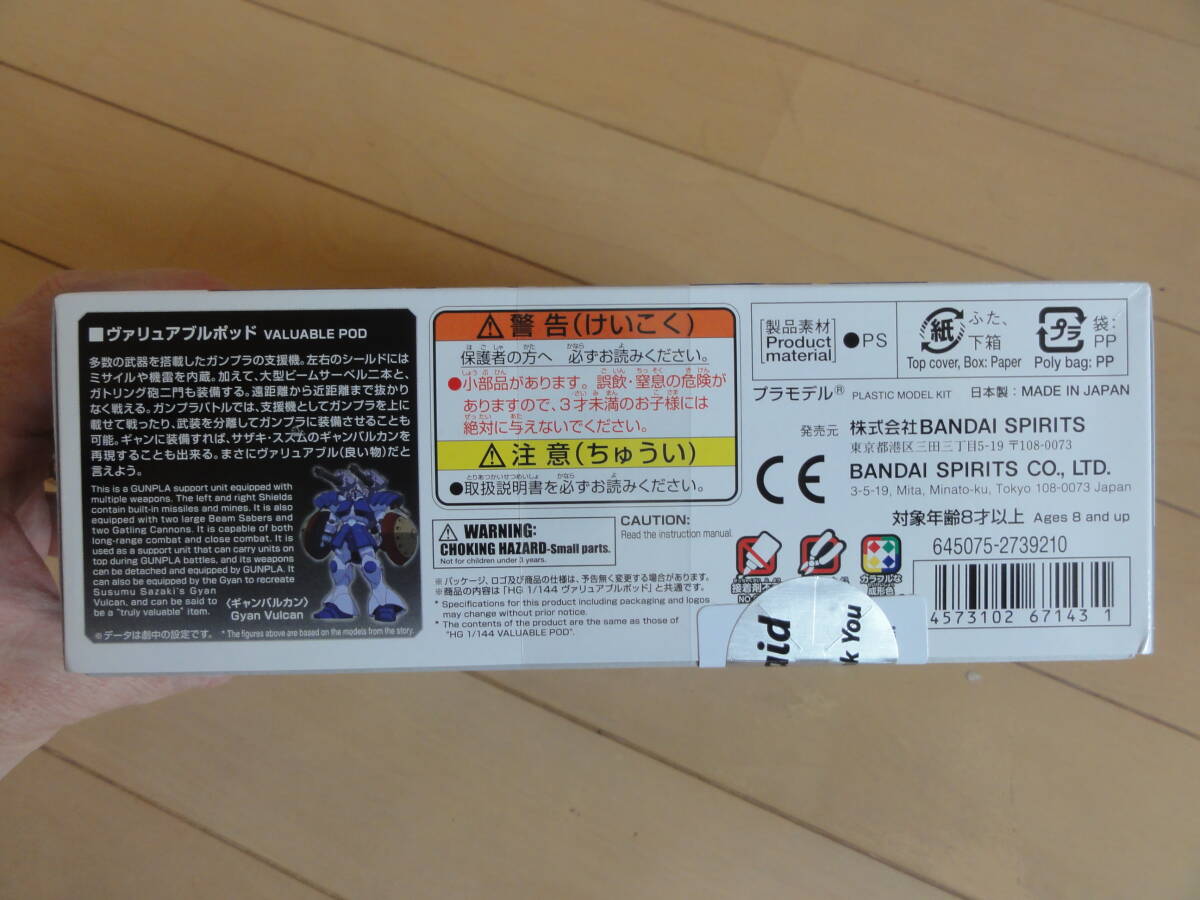 ■ヴァリュアブルポッド VALUABLE POD
多数の武器を搭載したガンプラの支援機。左右のシールドには
ミサイルや機雷を内蔵。加えて、大型ビームサーベル二本と、
ガトリング砲二門も装備する。遠距離から近距離まで抜かり
なく戦える。ガンプラバトルでは、支援機としてガンプラを上に
載せて戦ったり、武装を分離してガンプラに装備させることも
可能。ギャンに装備すれば、サザキ・ススムのギャンバルカンを
再現することも出来る。まさにヴァリュアブル(良い物)だと
言えよう。
This is a GUNPLA support unit equipped with
multiple weapons. The left and right Shields
contain built-in missiles and mines. It is also
equipped with two large Beam Sabers and
two Gatling Cannons. It is capable of both
long-range combat and close combat. It is
used as a support unit that can carry units on
top during GUNPLA battles, and its weapons
can be detached and equipped by GUNPLA. It
can also be equipped by the Gyan to recreate
Susumu Sazaki's Gyan
Vulcan, and can be said to
be a "truly valuable" item.
〈ギャンバルカン〉
Gyan Vulcan
※データは劇中の設定です。 * The figures above are based on the models from the story.
⚠警告(けいこく)
保護者の方へ 必ずお読みください。
●小部品があります。誤飲・窒息の危険が
ありますので、3才未満のお子様には
絶対に与えないでください。
⚠注意(ちゅうい)
●取扱説明書を必ずお読みください。
⚠WARNING:
CHOKING HAZARD-Small parts.
Not for children under 3 years.
CAUTION:
Read the instruction manual.
※パッケージ、ロゴ及び商品の仕様は、予告無く変更する場合があります。
※商品の内容は「HG 1/144 ヴァリュアブルポッド」と共通です。
* Specifications for this product including packaging and logos
may change without prior notice.
* The contents of the product are the same as those of
"HG 1/144 VALUABLE POD".
[製品素材
Product
material]
●PS
紙
ふた、
下箱
Top cover, Box: Paper
プラ
袋:
PP
Poly bag: PP
プラモデル® PLASTIC MODEL KIT 日本製:MADE IN JAPAN
発売元 株式会社BANDAI SPIRITS
東京都港区三田三丁目5-19 〒108-0073
CE
BANDAI SPIRITS CO., LTD.
3-5-19, Mita, Minato-ku, Tokyo 108-0073 Japan
対象年齢8才以上 Ages 8 and up
645075-2739210
カラフルな
成形色
4573102 67143 1
aid
k You